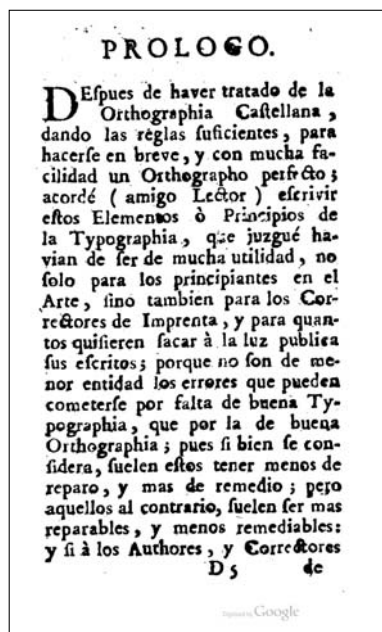 PROLOGO.
DEſpues de haver tratado de la
Orthographia Caſtellana,
dando las reglas ſuficientes, para
hacerſe en breve, y con mucha fa-
cilidad un Orthographo perfecto;
acordé (amigo Lector) eſcrivir
eſtos Elementos ò Principios de
la Typographia, que juzgué ha-
vian de ſer de mucha utilidad, no
ſolo para los principiantes en el
Arte, ſino tambien para los Cor-
rectores de Imprenta, y para quan-
tos quiſieren ſacar à la luz publica
ſus eſcritos; porque no ſon de me-
nor entidad los errores que pueden
cometerſe por falta de buena Ty-
pographia, que por la de buena
Orthographia; pues ſi bien ſe con-
ſidera, ſuelen eſtos tener menos de
reparo, y mas de remedio; pero
aquellos al contrario, ſuelen ſer mas
reparables, y menos remediables:
y ſi à los Authores, y Correctores
D 5 de
Digitized by Google